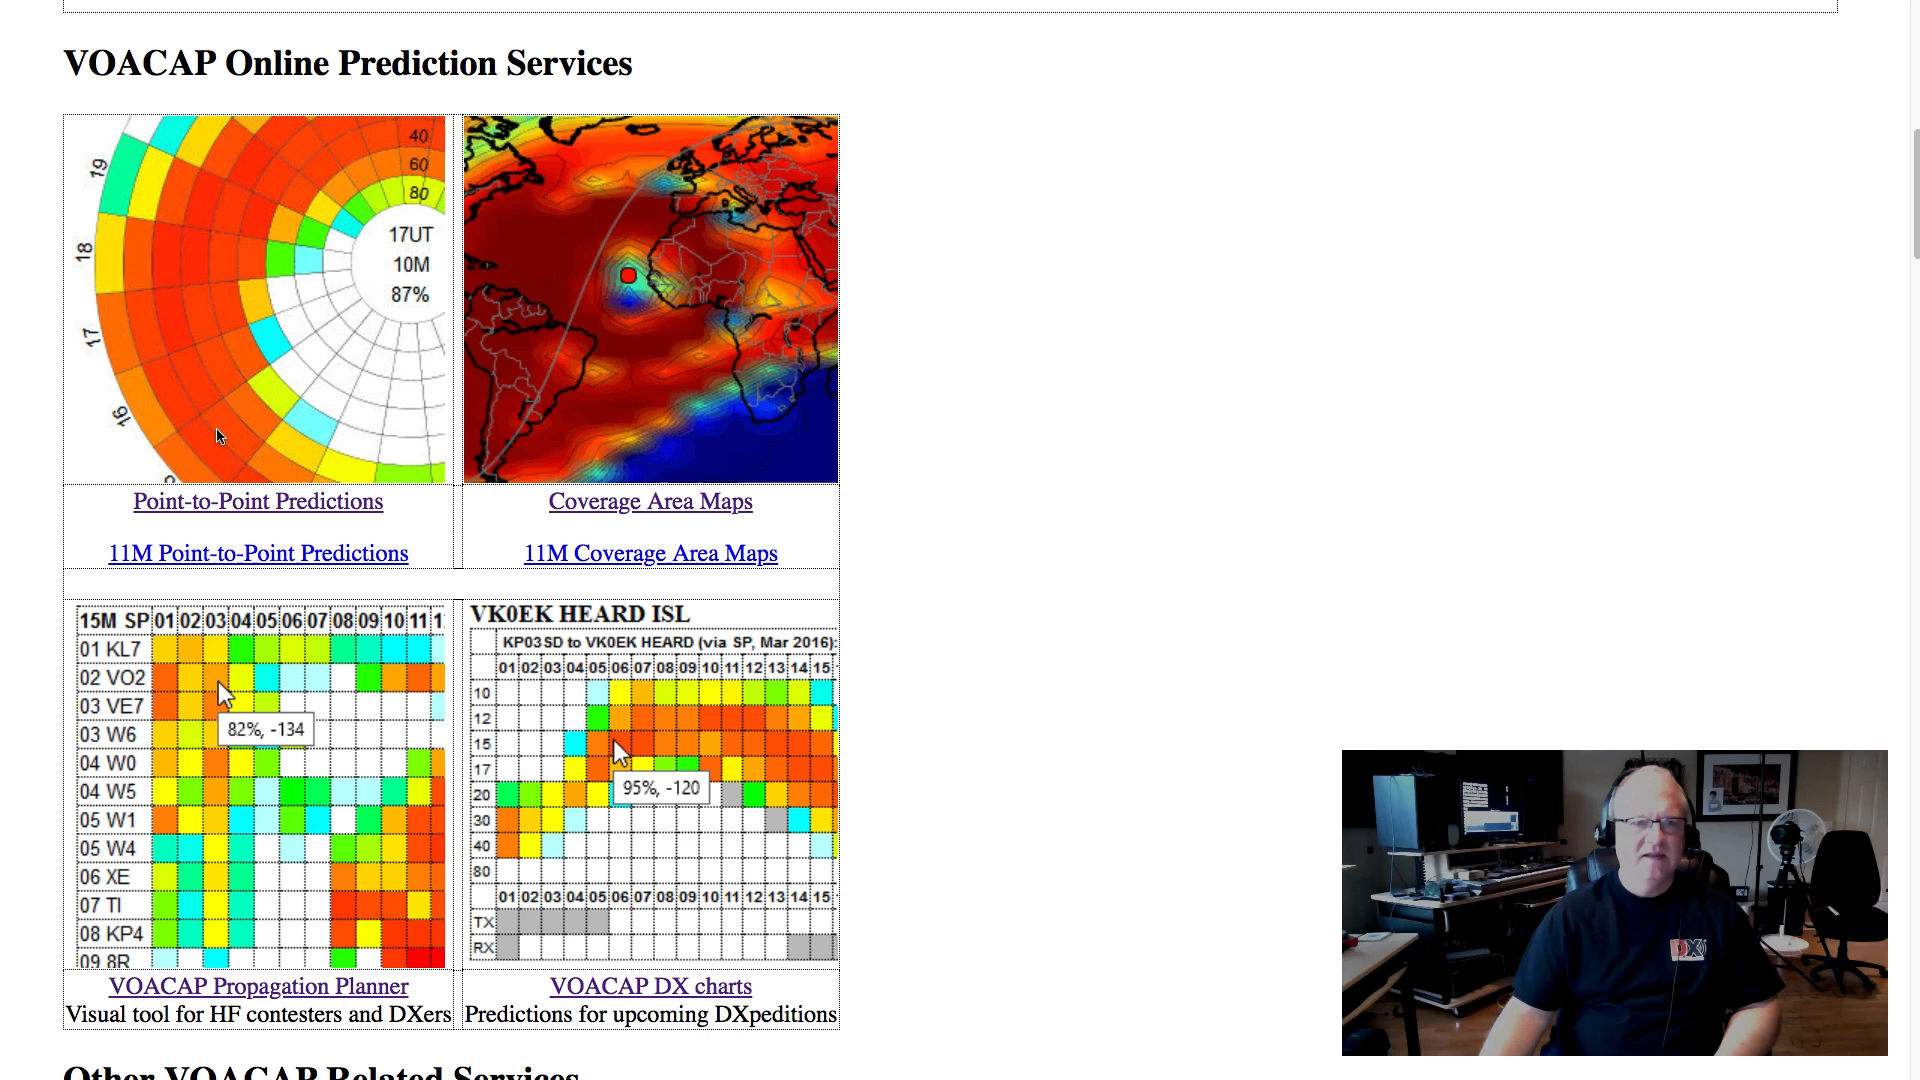 VOACAP Online Prediction Services
40
60
80
19
18
17
16
17UT
10M
87%
Point-to-Point Predictions
Coverage Area Maps
11M Point-to-Point Predictions
11M Coverage Area Maps
15M SP 01 02 03 04 05 06 07 08 09 10 11 1
01 KL7
02 VO2
03 VE7
03 W6
04 W0
04 W5
05 W1
05 W4
06 XE
07 TI
08 KP4
09 8R
82%, -134
VK0EK HEARD ISL
KP03SD to VK0EK HEARD (via SP, Mar 2016):
01 02 03 04 05 06 07 08 09 10 11 12 13 14 15
10
12
15
17
20
30
40
80
95%, -120
01 02 03 04 05 06 07 08 09 10 11 12 13 14 15
TX
RX
VOACAP Propagation Planner
VOACAP DX charts
Visual tool for HF contesters and DXers
Predictions for upcoming DXpeditions
Other VOACAP Related Services
DX